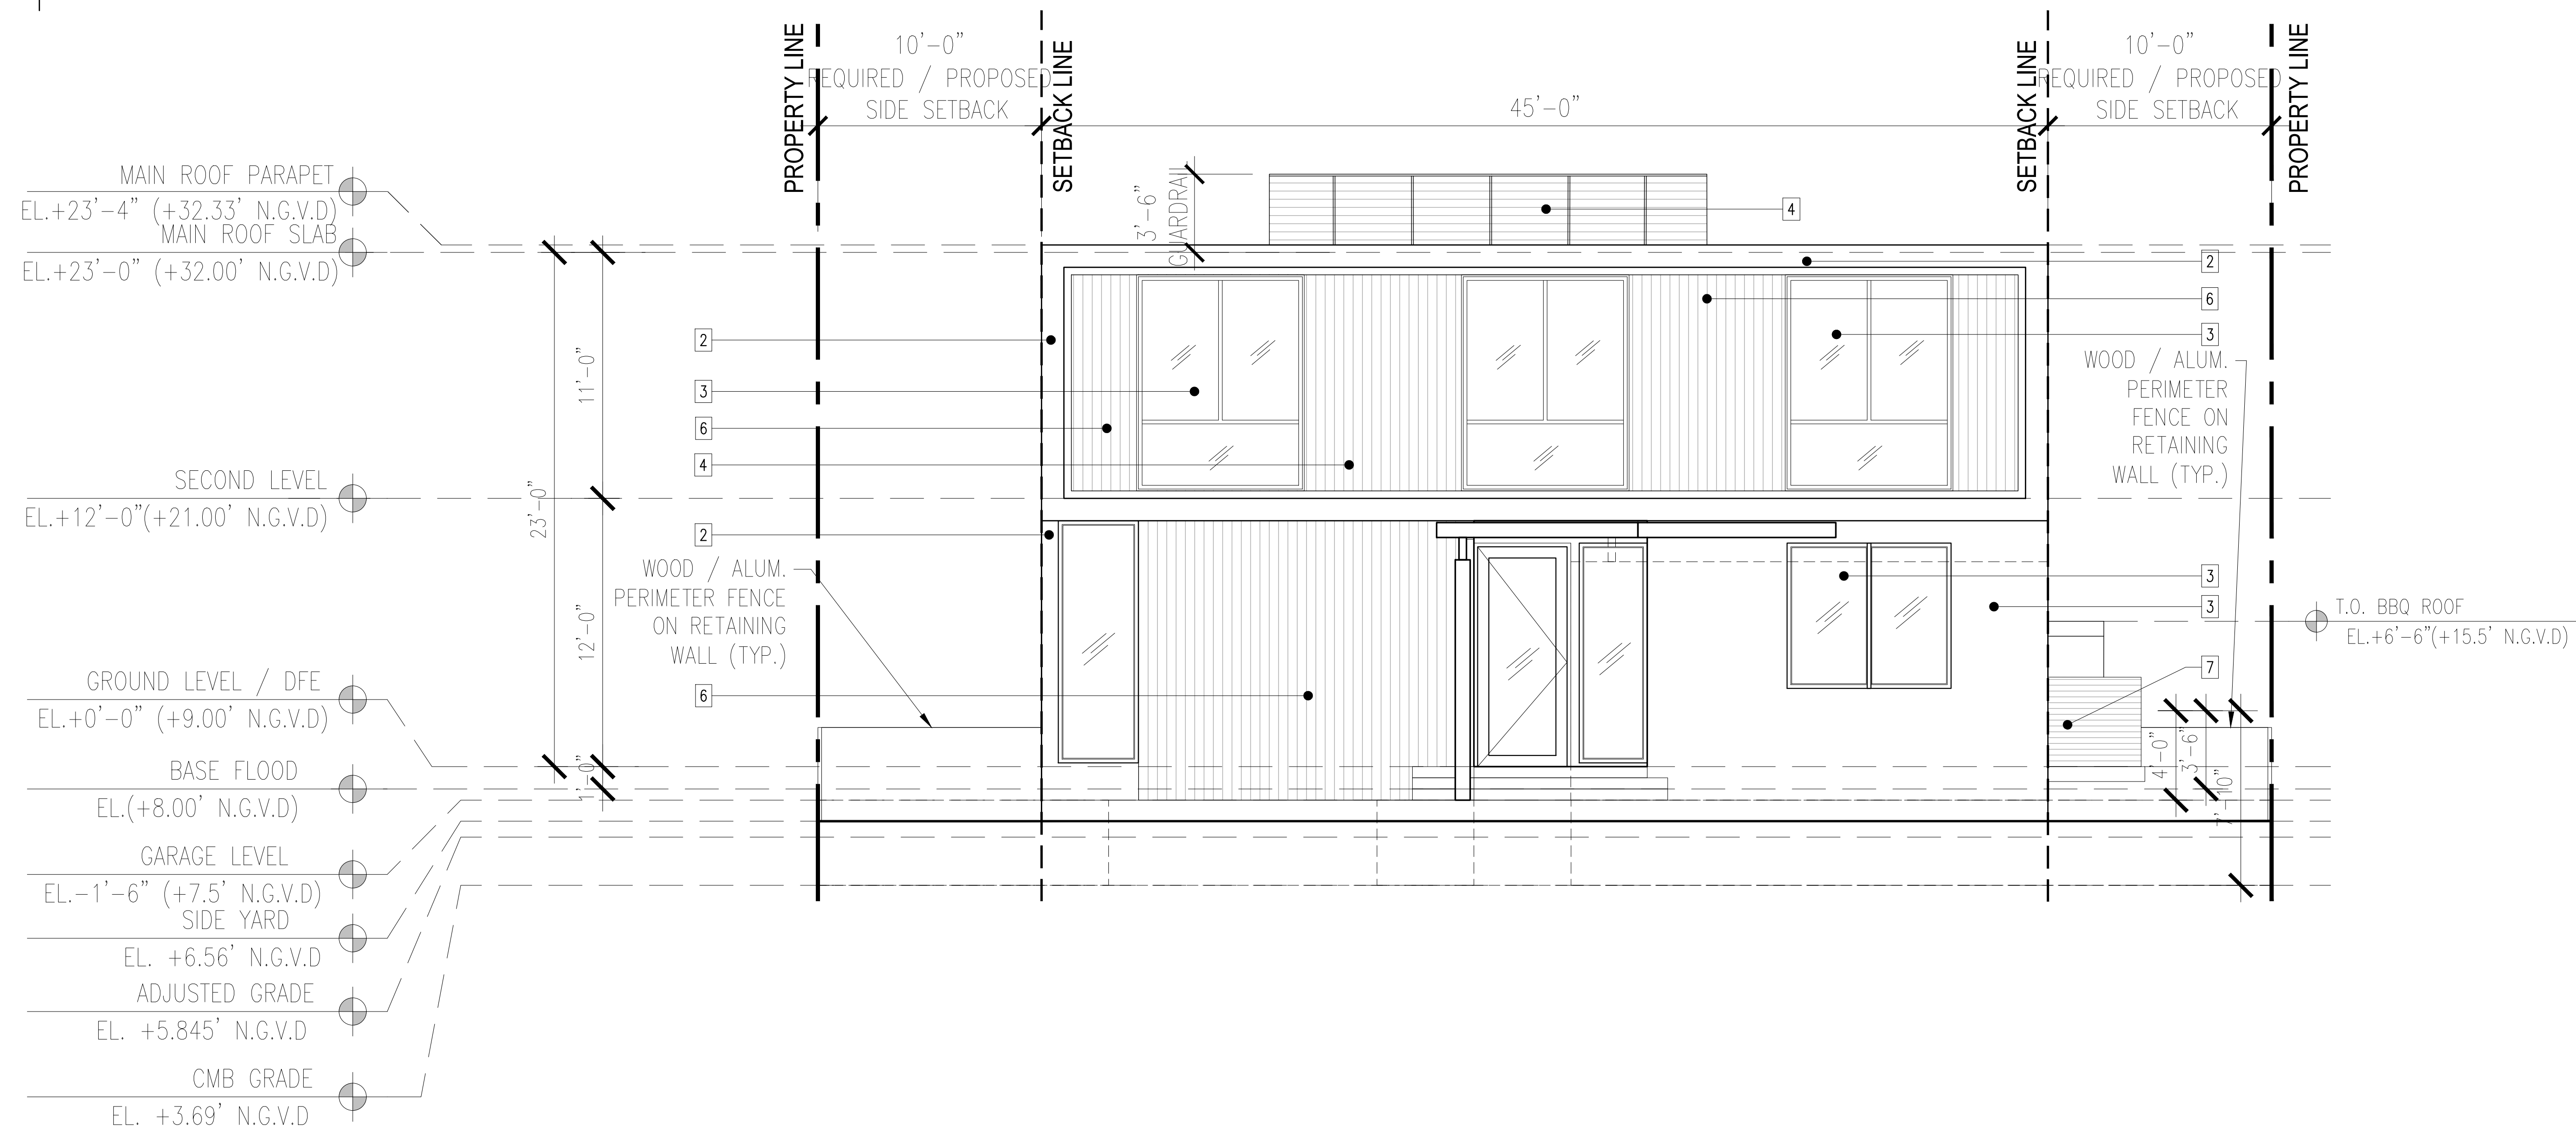 PROPERTY LINE
10'-0"
REQUIRED / PROPOSED
SIDE SETBACK
SETBACK LINE
45'-0"
SETBACK LINE
10'-0"
REQUIRED / PROPOSED
SIDE SETBACK
PROPERTY LINE
MAIN ROOF PARAPET
EL.+23'-4" (+32.33' N.G.V.D)
MAIN ROOF SLAB
EL.+23'-0" (+32.00' N.G.V.D)
SECOND LEVEL
EL.+12'-0"(+21.00' N.G.V.D)
GROUND LEVEL / DFE
EL.+0'-0" (+9.00' N.G.V.D)
BASE FLOOD
EL.(+8.00' N.G.V.D)
GARAGE LEVEL
EL.-1'-6" (+7.5' N.G.V.D)
SIDE YARD
EL. +6.56' N.G.V.D
ADJUSTED GRADE
EL. +5.845' N.G.V.D
CMB GRADE
EL. +3.69' N.G.V.D
23'-0"
11'-0"
12'-0"
1'-0"
3'-6"
GUARDRAIL
2
3
6
4
2
WOOD / ALUM.
PERIMETER FENCE
ON RETAINING
WALL (TYP.)
6
4
2
6
3
WOOD / ALUM.
PERIMETER
FENCE ON
RETAINING
WALL (TYP.)
3
3
7
4'-0"
3'-6"
7'-10"
T.O. BBQ ROOF
EL.+6'-6"(+15.5' N.G.V.D)